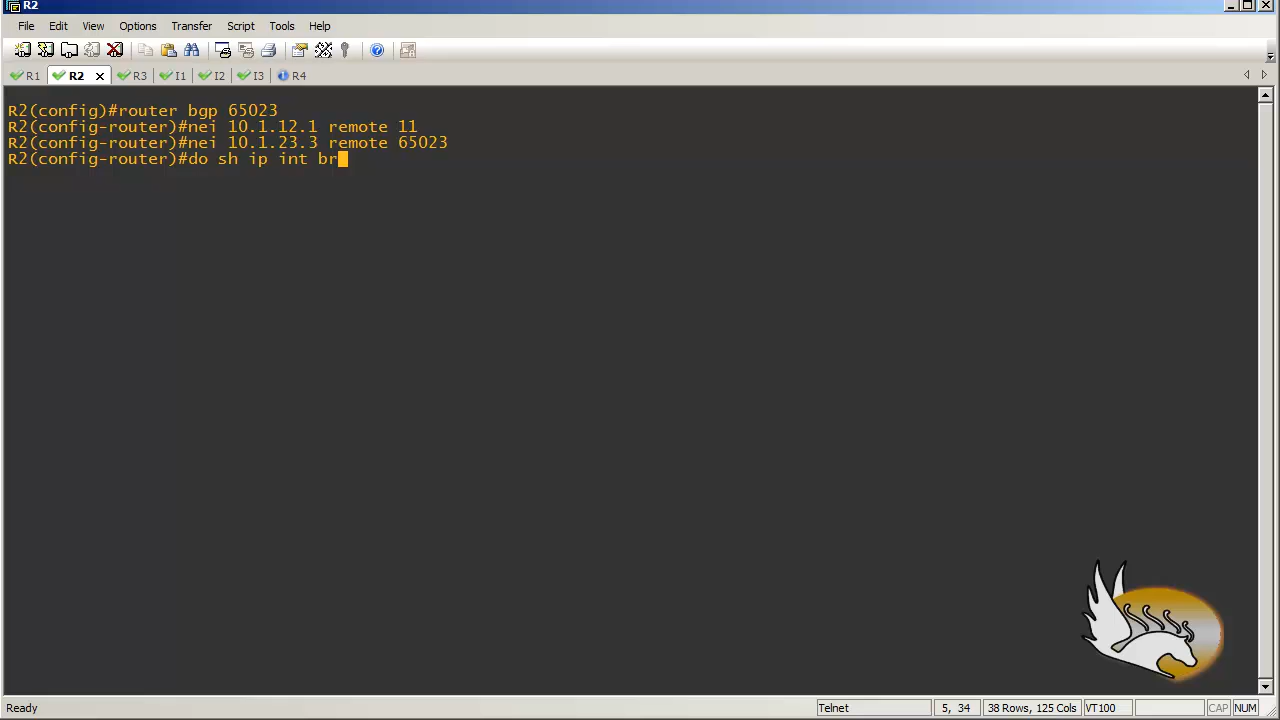 R2
File Edit View Options Transfer Script Tools Help
R1 R2 R3 I1 I2 I3 R4
R2(config)#router bgp 65023
R2(config-router)#nei 10.1.12.1 remote 11
R2(config-router)#nei 10.1.23.3 remote 65023
R2(config-router)#do sh ip int br
Ready Telnet 5, 34 38 Rows, 125 Cols VT100 CAP NUM